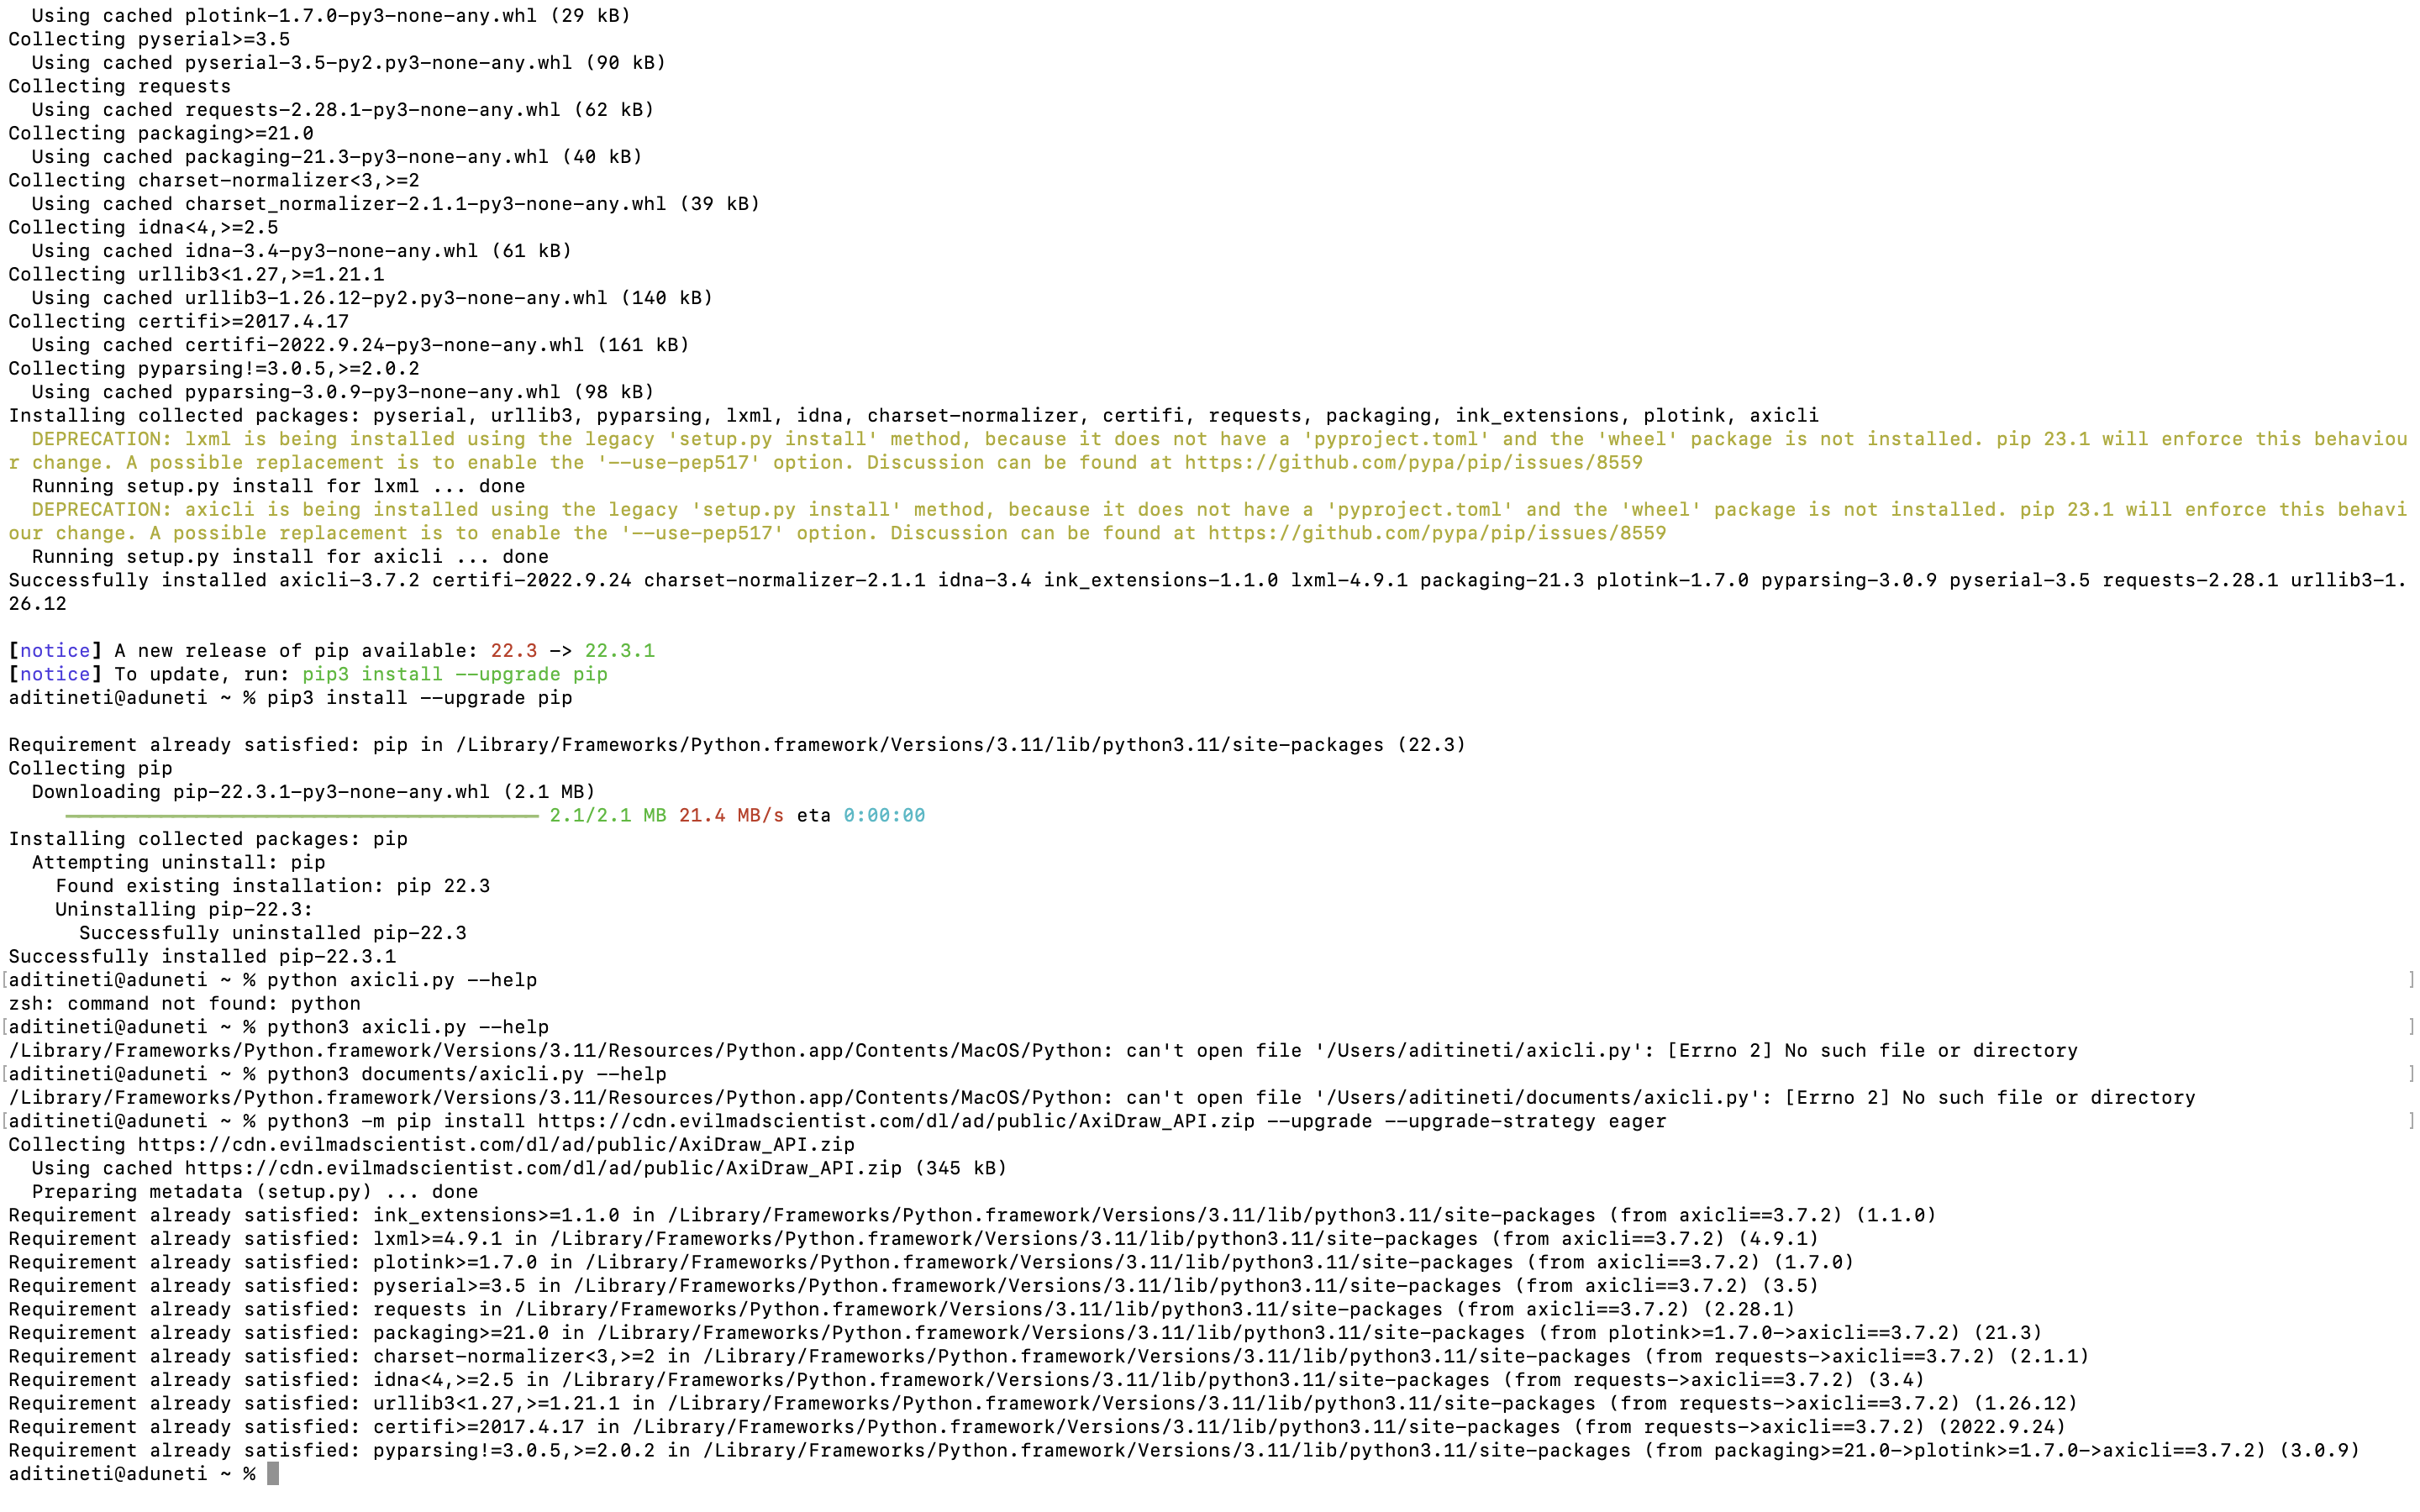 Using cached plotink-1.7.0-py3-none-any.whl (29 kB)
Collecting pyserial>=3.5
  Using cached pyserial-3.5-py2.py3-none-any.whl (90 kB)
Collecting requests
  Using cached requests-2.28.1-py3-none-any.whl (62 kB)
Collecting packaging>=21.0
  Using cached packaging-21.3-py3-none-any.whl (40 kB)
Collecting charset-normalizer<3,>=2
  Using cached charset_normalizer-2.1.1-py3-none-any.whl (39 kB)
Collecting idna<4,>=2.5
  Using cached idna-3.4-py3-none-any.whl (61 kB)
Collecting urllib3<1.27,>=1.21.1
  Using cached urllib3-1.26.12-py2.py3-none-any.whl (140 kB)
Collecting certifi>=2017.4.17
  Using cached certifi-2022.9.24-py3-none-any.whl (161 kB)
Collecting pyparsing!=3.0.5,>=2.0.2
  Using cached pyparsing-3.0.9-py3-none-any.whl (98 kB)
Installing collected packages: pyserial, urllib3, pyparsing, lxml, idna, charset-normalizer, certifi, requests, packaging, ink_extensions, plotink, axicli
  DEPRECATION: lxml is being installed using the legacy 'setup.py install' method, because it does not have a 'pyproject.toml' and the 'wheel' package is not installed. pip 23.1 will enforce this behaviou
r change. A possible replacement is to enable the '--use-pep517' option. Discussion can be found at https://github.com/pypa/pip/issues/8559
  Running setup.py install for lxml ... done
  DEPRECATION: axicli is being installed using the legacy 'setup.py install' method, because it does not have a 'pyproject.toml' and the 'wheel' package is not installed. pip 23.1 will enforce this behavi
our change. A possible replacement is to enable the '--use-pep517' option. Discussion can be found at https://github.com/pypa/pip/issues/8559
  Running setup.py install for axicli ... done
Successfully installed axicli-3.7.2 certifi-2022.9.24 charset-normalizer-2.1.1 idna-3.4 ink_extensions-1.1.0 lxml-4.9.1 packaging-21.3 plotink-1.7.0 pyparsing-3.0.9 pyserial-3.5 requests-2.28.1 urllib3-1.
26.12

[notice] A new release of pip available: 22.3 -> 22.3.1
[notice] To update, run: pip3 install --upgrade pip
aditineti@aduneti ~ % pip3 install --upgrade pip

Requirement already satisfied: pip in /Library/Frameworks/Python.framework/Versions/3.11/lib/python3.11/site-packages (22.3)
Collecting pip
  Downloading pip-22.3.1-py3-none-any.whl (2.1 MB)
     ━━━━━━━━━━━━━━━━━━━━━━━━━━━━━━━━━━━━━━━━ 2.1/2.1 MB 21.4 MB/s eta 0:00:00
Installing collected packages: pip
  Attempting uninstall: pip
    Found existing installation: pip 22.3
    Uninstalling pip-22.3:
      Successfully uninstalled pip-22.3
Successfully installed pip-22.3.1
[aditineti@aduneti ~ % python axicli.py --help ]
zsh: command not found: python
[aditineti@aduneti ~ % python3 axicli.py --help ]
/Library/Frameworks/Python.framework/Versions/3.11/Resources/Python.app/Contents/MacOS/Python: can't open file '/Users/aditineti/axicli.py': [Errno 2] No such file or directory
[aditineti@aduneti ~ % python3 documents/axicli.py --help ]
/Library/Frameworks/Python.framework/Versions/3.11/Resources/Python.app/Contents/MacOS/Python: can't open file '/Users/aditineti/documents/axicli.py': [Errno 2] No such file or directory
[aditineti@aduneti ~ % python3 -m pip install https://cdn.evilmadscientist.com/dl/ad/public/AxiDraw_API.zip --upgrade --upgrade-strategy eager ]
Collecting https://cdn.evilmadscientist.com/dl/ad/public/AxiDraw_API.zip
  Using cached https://cdn.evilmadscientist.com/dl/ad/public/AxiDraw_API.zip (345 kB)
  Preparing metadata (setup.py) ... done
Requirement already satisfied: ink_extensions>=1.1.0 in /Library/Frameworks/Python.framework/Versions/3.11/lib/python3.11/site-packages (from axicli==3.7.2) (1.1.0)
Requirement already satisfied: lxml>=4.9.1 in /Library/Frameworks/Python.framework/Versions/3.11/lib/python3.11/site-packages (from axicli==3.7.2) (4.9.1)
Requirement already satisfied: plotink>=1.7.0 in /Library/Frameworks/Python.framework/Versions/3.11/lib/python3.11/site-packages (from axicli==3.7.2) (1.7.0)
Requirement already satisfied: pyserial>=3.5 in /Library/Frameworks/Python.framework/Versions/3.11/lib/python3.11/site-packages (from axicli==3.7.2) (3.5)
Requirement already satisfied: requests in /Library/Frameworks/Python.framework/Versions/3.11/lib/python3.11/site-packages (from axicli==3.7.2) (2.28.1)
Requirement already satisfied: packaging>=21.0 in /Library/Frameworks/Python.framework/Versions/3.11/lib/python3.11/site-packages (from plotink>=1.7.0->axicli==3.7.2) (21.3)
Requirement already satisfied: charset-normalizer<3,>=2 in /Library/Frameworks/Python.framework/Versions/3.11/lib/python3.11/site-packages (from requests->axicli==3.7.2) (2.1.1)
Requirement already satisfied: idna<4,>=2.5 in /Library/Frameworks/Python.framework/Versions/3.11/lib/python3.11/site-packages (from requests->axicli==3.7.2) (3.4)
Requirement already satisfied: urllib3<1.27,>=1.21.1 in /Library/Frameworks/Python.framework/Versions/3.11/lib/python3.11/site-packages (from requests->axicli==3.7.2) (1.26.12)
Requirement already satisfied: certifi>=2017.4.17 in /Library/Frameworks/Python.framework/Versions/3.11/lib/python3.11/site-packages (from requests->axicli==3.7.2) (2022.9.24)
Requirement already satisfied: pyparsing!=3.0.5,>=2.0.2 in /Library/Frameworks/Python.framework/Versions/3.11/lib/python3.11/site-packages (from packaging>=21.0->plotink>=1.7.0->axicli==3.7.2) (3.0.9)
aditineti@aduneti ~ %